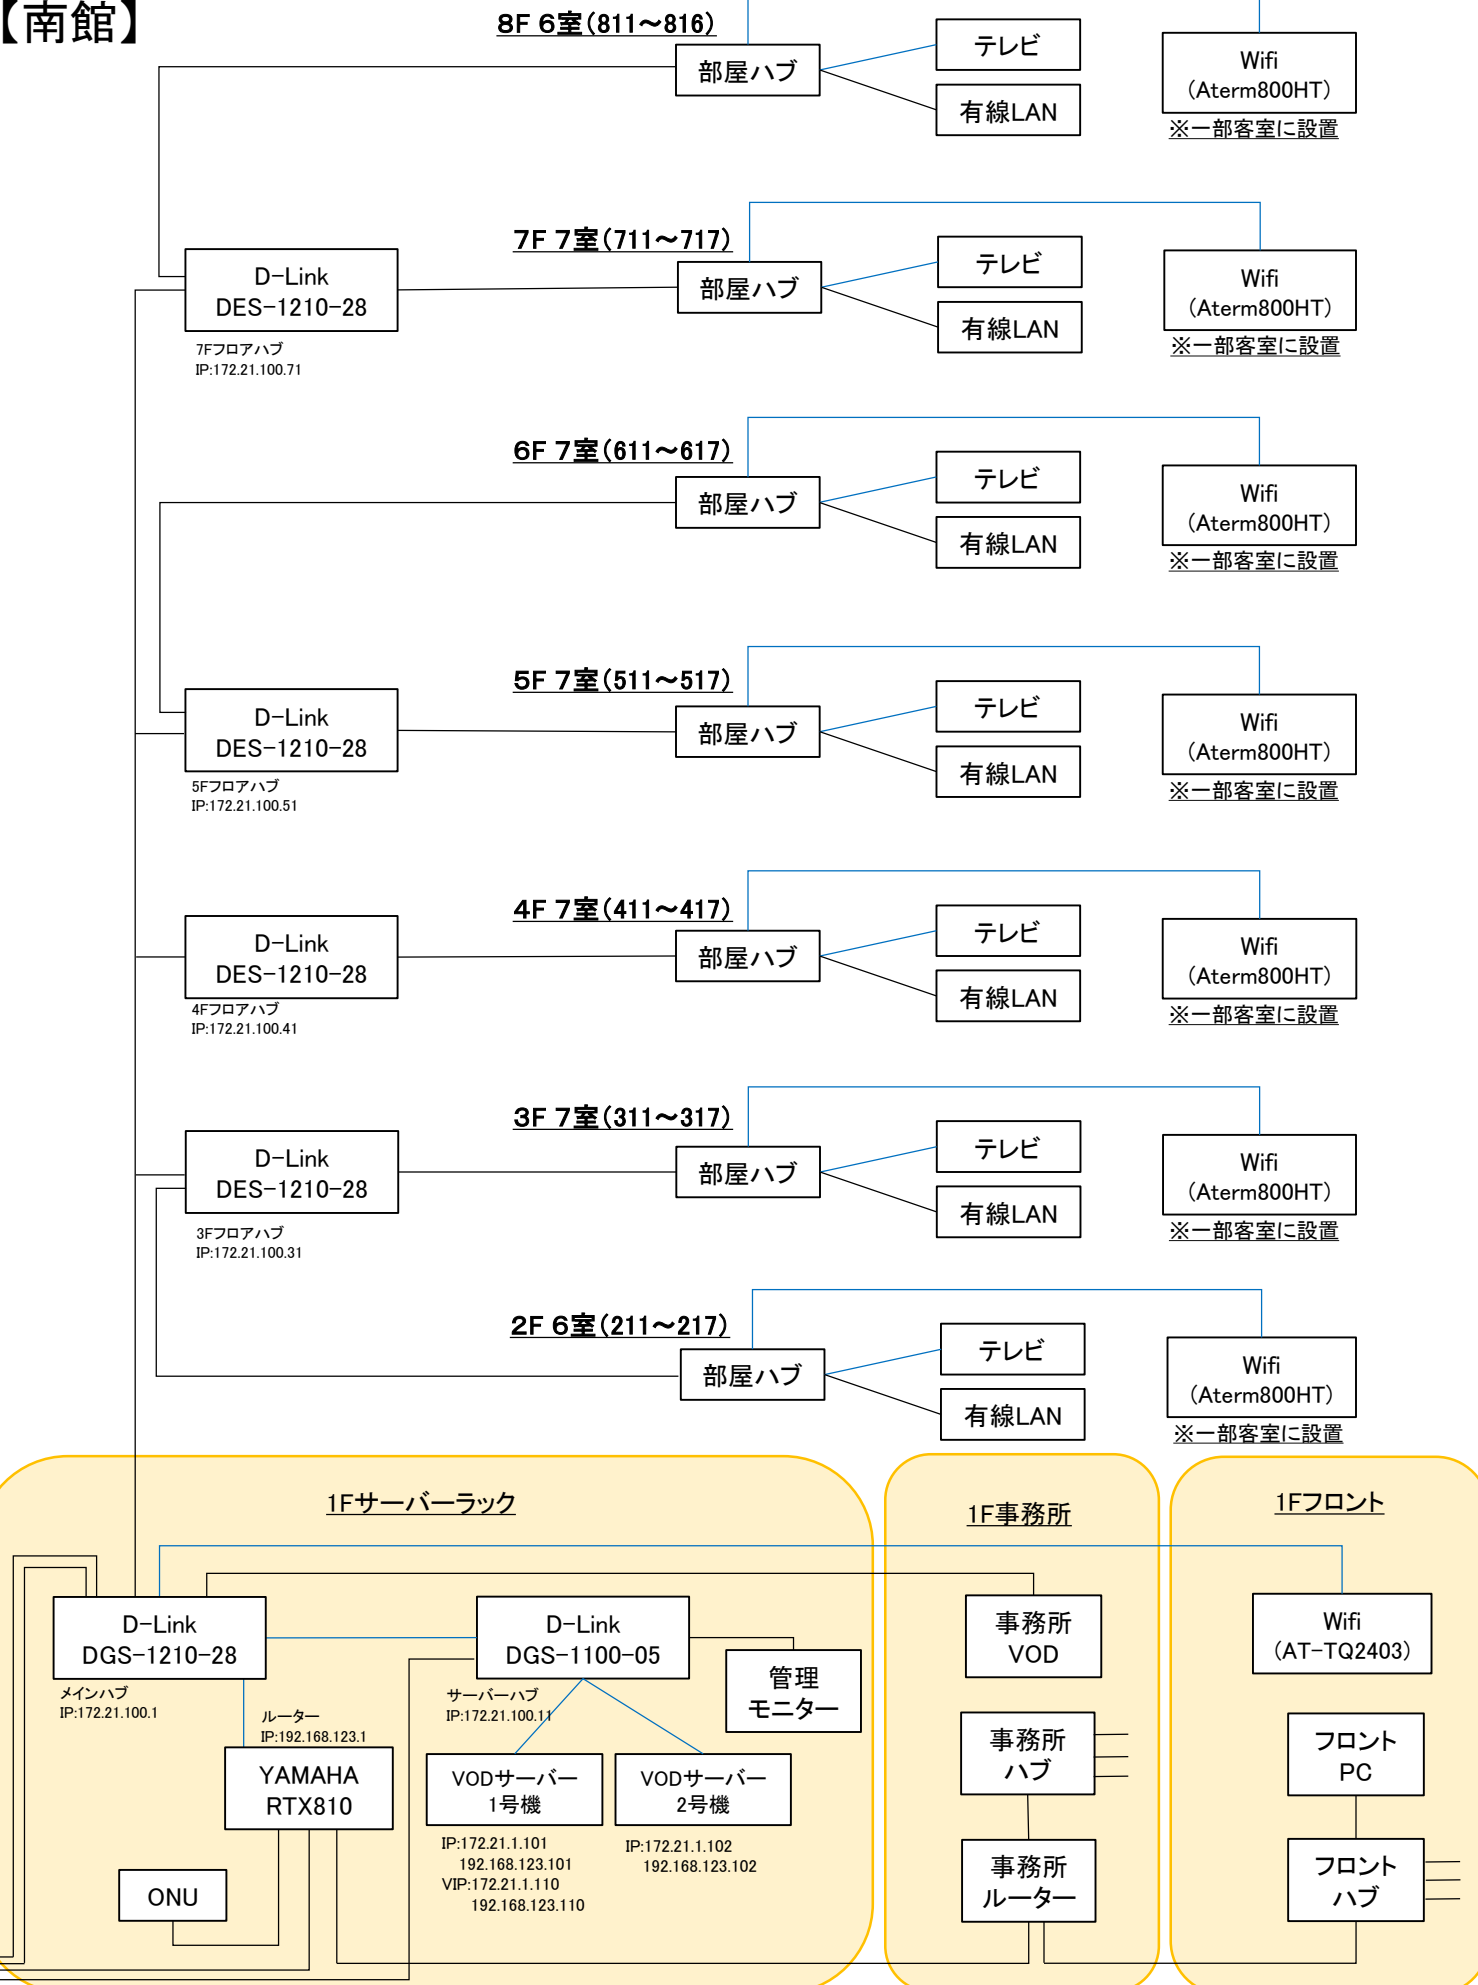 【南館】
8F 6室(811～816)
部屋ハブ
テレビ
有線LAN
Wifi
(Aterm800HT)
※一部客室に設置
7F 7室(711～717)
D-Link
DES-1210-28
7Fフロアハブ
IP:172.21.100.71
部屋ハブ
テレビ
有線LAN
Wifi
(Aterm800HT)
※一部客室に設置
6F 7室(611～617)
部屋ハブ
テレビ
有線LAN
Wifi
(Aterm800HT)
※一部客室に設置
5F 7室(511～517)
D-Link
DES-1210-28
5Fフロアハブ
IP:172.21.100.51
部屋ハブ
テレビ
有線LAN
Wifi
(Aterm800HT)
※一部客室に設置
4F 7室(411～417)
D-Link
DES-1210-28
4Fフロアハブ
IP:172.21.100.41
部屋ハブ
テレビ
有線LAN
Wifi
(Aterm800HT)
※一部客室に設置
3F 7室(311～317)
D-Link
DES-1210-28
3Fフロアハブ
IP:172.21.100.31
部屋ハブ
テレビ
有線LAN
Wifi
(Aterm800HT)
※一部客室に設置
2F 6室(211～217)
部屋ハブ
テレビ
有線LAN
Wifi
(Aterm800HT)
※一部客室に設置
1Fサーバーラック
D-Link
DGS-1210-28
メインハブ
IP:172.21.100.1
D-Link
DGS-1100-05
サーバーハブ
IP:172.21.100.11
管理
モニター
ルーター
IP:192.168.123.1
YAMAHA
RTX810
VODサーバー
1号機
IP:172.21.1.101
192.168.123.101
VIP:172.21.1.110
192.168.123.110
VODサーバー
2号機
IP:172.21.1.102
192.168.123.102
ONU
1F事務所
事務所
VOD
事務所
ハブ
事務所
ルーター
1Fフロント
Wifi
(AT-TQ2403)
フロント
PC
フロント
ハブ